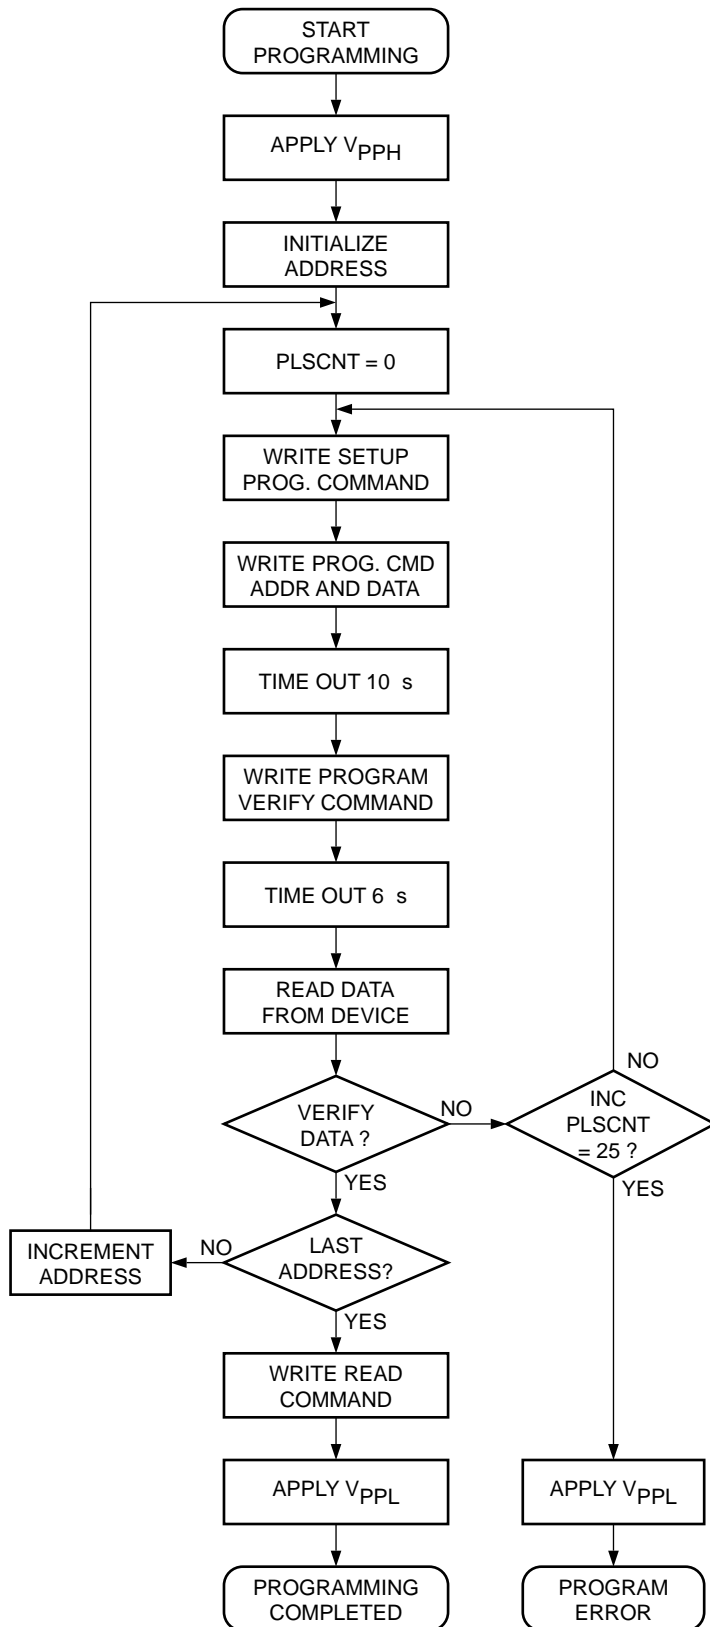 START
PROGRAMMING
APPLY VPPH
INITIALIZE
ADDRESS
PLSCNT = 0
WRITE SETUP
PROG. COMMAND
WRITE PROG. CMD
ADDR AND DATA
TIME OUT 10  s
WRITE PROGRAM
VERIFY COMMAND
TIME OUT 6  s
READ DATA
FROM DEVICE
VERIFY
DATA ?
NO
YES
INC
PLSCNT
= 25 ?
NO
YES
LAST
ADDRESS?
NO
YES
INCREMENT
ADDRESS
WRITE READ
COMMAND
APPLY VPPL
APPLY VPPL
PROGRAMMING
COMPLETED
PROGRAM
ERROR